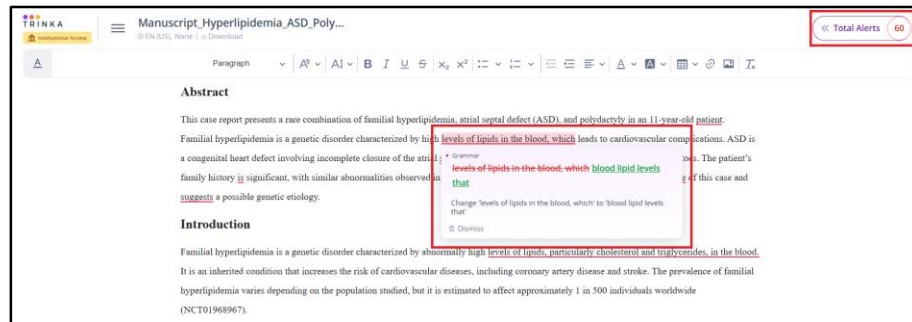 TRINKA
Institutional Access
Manuscript_Hyperlipidemia_ASD_Poly...
EN (US), None | Download
Total Alerts 60
Paragraph
Abstract
This case report presents a rare combination of familial hyperlipidemia, atrial septal defect (ASD), and polydactyly in an 11-year-old patient.
Familial hyperlipidemia is a genetic disorder characterized by high levels of lipids in the blood, which leads to cardiovascular complications. ASD is
a congenital heart defect involving incomplete closure of the atrial
toes. The patient's
family history is significant, with similar abnormalities observed in
of this case and
suggests a possible genetic etiology.
Grammar
levels of lipids in the blood, which blood lipid levels
that
Change 'levels of lipids in the blood, which' to 'blood lipid levels
that'
Dismiss
Introduction
Familial hyperlipidemia is a genetic disorder characterized by abnormally high levels of lipids, particularly cholesterol and triglycerides, in the blood.
It is an inherited condition that increases the risk of cardiovascular diseases, including coronary artery disease and stroke. The prevalence of familial
hyperlipidemia varies depending on the population studied, but it is estimated to affect approximately 1 in 500 individuals worldwide
(NCT01968967).